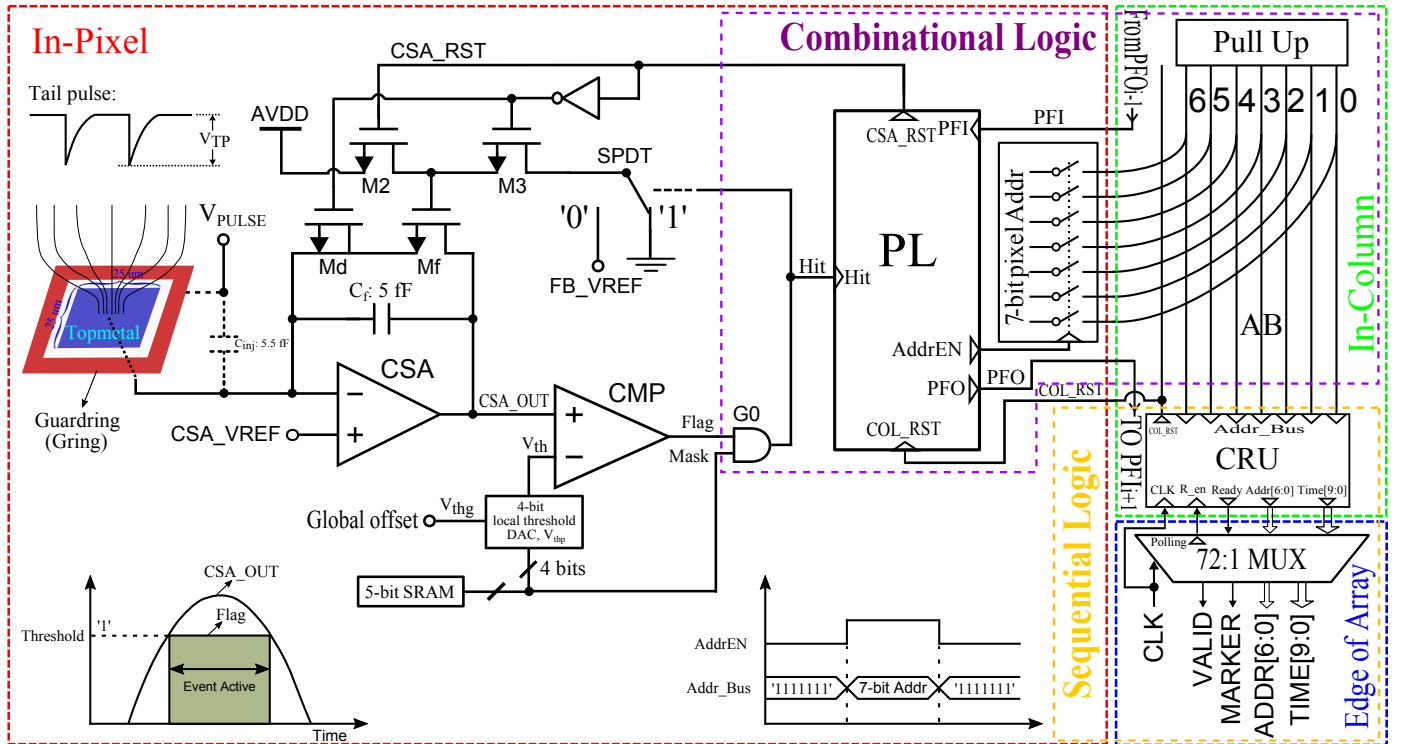 In-Pixel
Combinational Logic
Tail pulse:
V_TP
AVDD
CSA_RST
M2
M3
SPDT
Md
Mf
'0'
'1'
FB_VREF
V_PULSE
25 um
25 um
Topmetal
C_inj: 5.5 fF
C_f: 5 fF
Guardring
(Gring)
CSA
CSA_VREF
CSA_OUT
CMP
V_th
Flag
Mask
G0
V_thg
Global offset
4-bit
local threshold
DAC, V_thp
4 bits
5-bit SRAM
Hit
Hit
PL
CSA_RST
PFI
PFI
AddrEN
PFO
PFO
COL_RST
COL_RST
7-bit pixel Addr
From PFO_i-1
Pull Up
6 5 4 3 2 1 0
AB
In-Column
TO PFI_i+1
COL_RST
Addr_Bus
CRU
CLK
R_en
Ready
Addr[6:0]
Time[9:0]
Polling
72:1 MUX
CLK
VALID
MARKER
ADDR[6:0]
TIME[9:0]
Sequential Logic
Edge of Array
CSA_OUT
Flag
Threshold
'1'
Event Active
Time
AddrEN
Addr_Bus
'1111111'
7-bit Addr
'1111111'